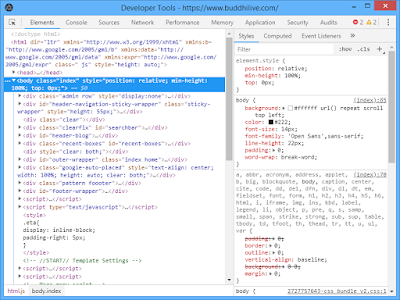 Developer Tools - https://www.buddhilive.com/
Elements Console Sources Network Performance Memory Application Security Audits 2 2
<!doctype html>
<html dir="ltr" xmlns="http://www.w3.org/1999/xhtml" xmlns:b="http://www.google.com/2005/gml/b" xmlns:data="http://www.google.com/2005/gml/data" xmlns:expr="http://www.google.com/2005/gml/expr" class=" js" style="height: auto;">
<head>…</head>
<body class="index" style="position: relative; min-height: 100%; top: 0px;"> == $0
<div class="admin row" style="display:none;">…</div>
<div id="header-navigation-sticky-wrapper" class="sticky-wrapper" style="height: 55px;">…</div>
<div class="clear"></div>
<div class="clearfix" id="searchbar">…</div>
<div id="header-blog">…</div>
<div class="recent-boxes" id="recent-boxes">…</div>
<div style="clear: both;"></div>
<div id="outer-wrapper" class="index home">…</div>
<div class="google-auto-placed" style="text-align: center; width: 100%; height: auto; clear: both;">…</div>
<div class="pattern footer">…</div>
<div id="footer-wrapper">…</div>
<script>…</script>
<script type="text/javascript">…</script>
<style>
.eta{
display: inline-block;
padding-right: 5px;
}
</style>
<!-- //START// Template Settings -->
<script>…</script>
html.js body.index
Styles Computed Event Listeners
Filter :hov .cls +
element.style {
position: relative;
min-height: 100%;
top: 0px;
}
body { (index):85
background: #ffffff url() repeat scroll top left;
color: #222;
font-size: 14px;
font-family: 'Open Sans',sans-serif;
line-height: 22px;
padding: 0;
word-wrap: break-word;
}
a, abbr, acronym, address, applet, (index):70
b, big, blockquote, body, caption, center,
cite, code, dd, del, dfn, div, dl, dt, em,
fieldset, font, form, h1, h2, h3, h4, h5, h6,
html, i, iframe, img, ins, kbd, label,
legend, li, object, p, pre, q, s, samp,
small, span, strike, strong, sub, sup, table,
tbody, td, tfoot, th, thead, tr, tt, u, ul,
var {
padding: 0;
border: 0;
outline: 0;
vertical-align: baseline;
background: 0 0;
margin: 0;
}
body { 2727757643-css_bundle_v2.css:1